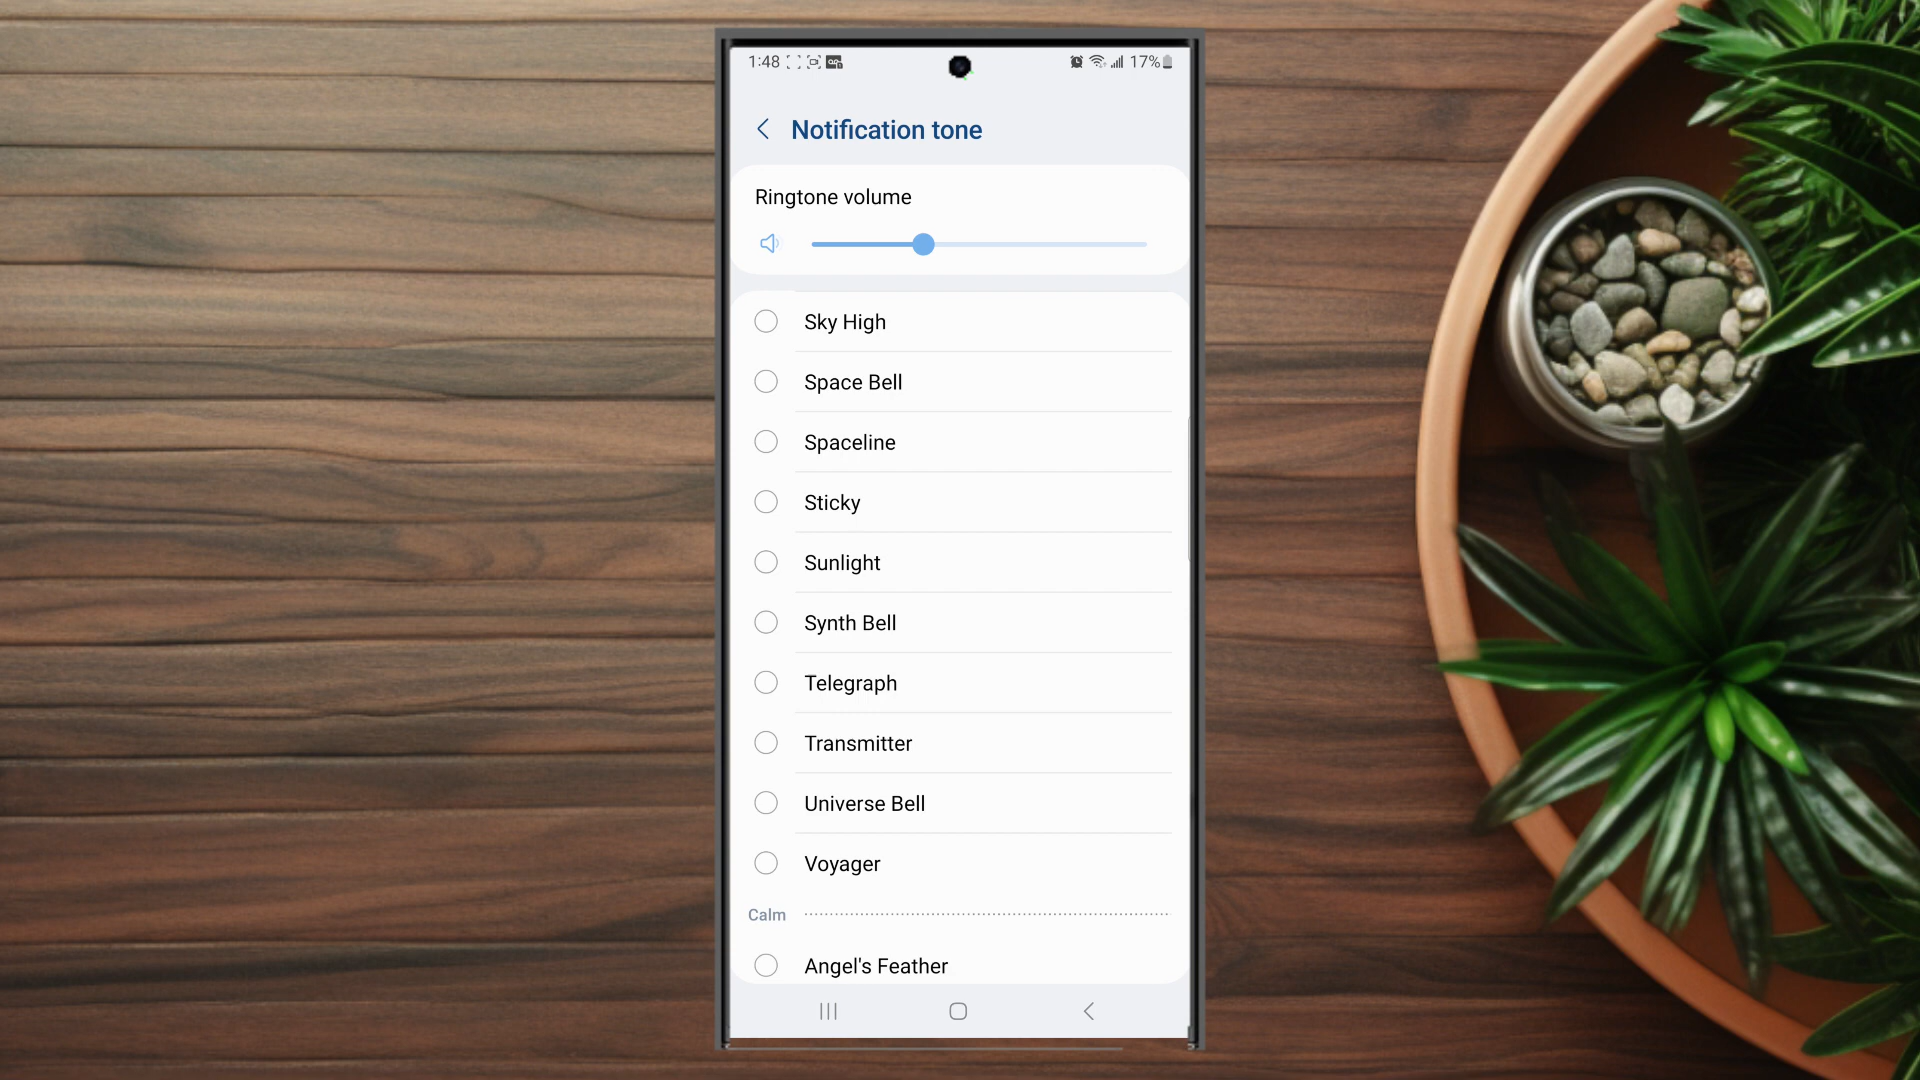 1:48
17%
Notification tone
Ringtone volume
Sky High
Space Bell
Spaceline
Sticky
Sunlight
Synth Bell
Telegraph
Transmitter
Universe Bell
Voyager
Calm
Angel's Feather